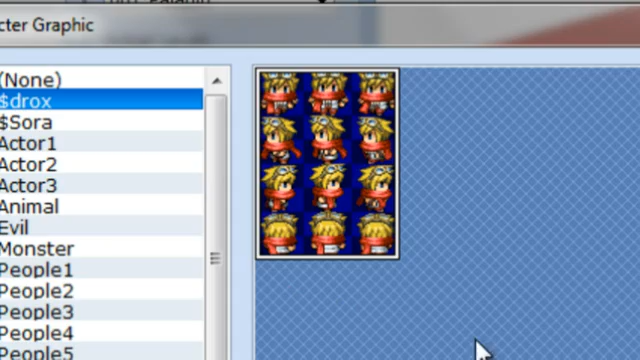 cter Graphic
(None)
$drox
$Sora
Actor1
Actor2
Actor3
Animal
Evil
Monster
People1
People2
People3
People4
People5